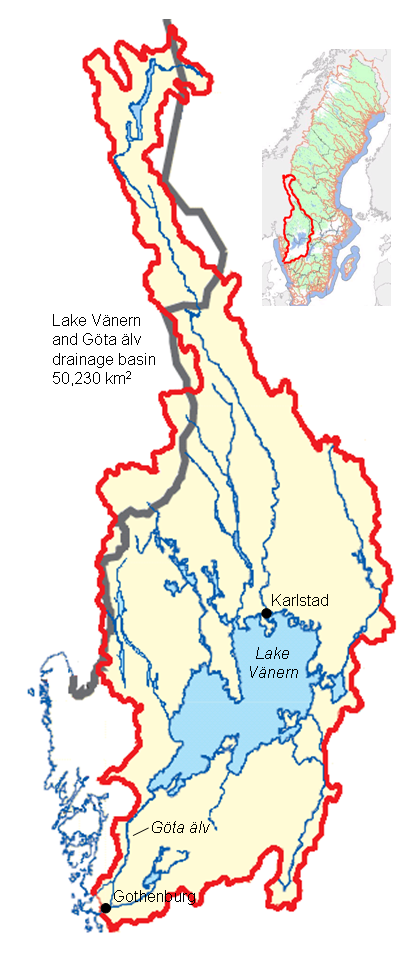 Lake Vänern
and Göta älv
drainage basin
50,230 km²
Karlstad
Lake
Vänern
Göta älv
Gothenburg